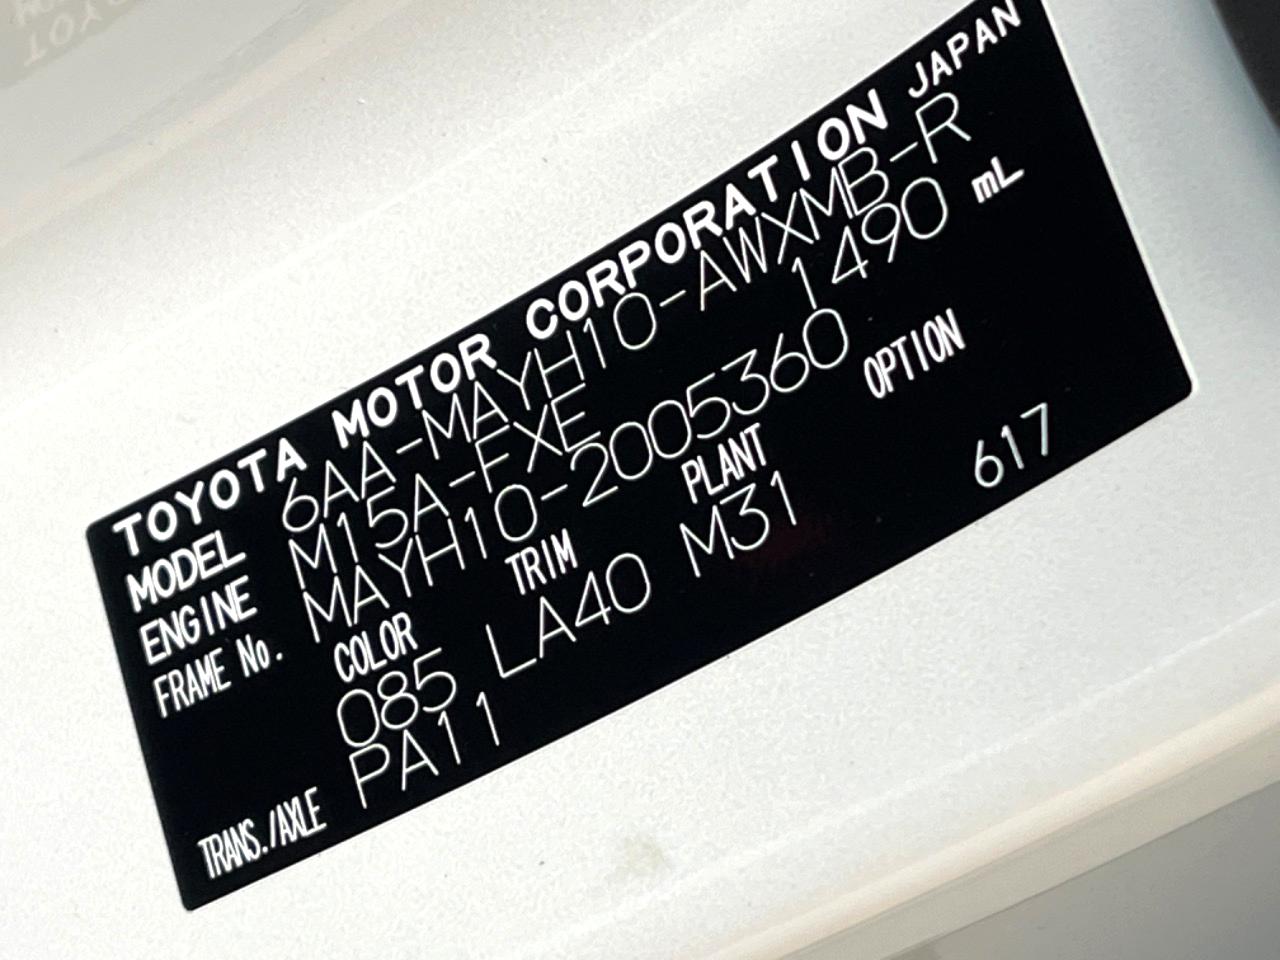 TOYOTA MOTOR CORPORATION JAPAN
MODEL 6AA-MAYH10-AWXMB-R
ENGINE M15A-FXE 1490 mL
FRAME No. MAYH10-2005360
COLOR TRIM PLANT OPTION
085 LA40 M31 617
TRANS./AXLE PA11